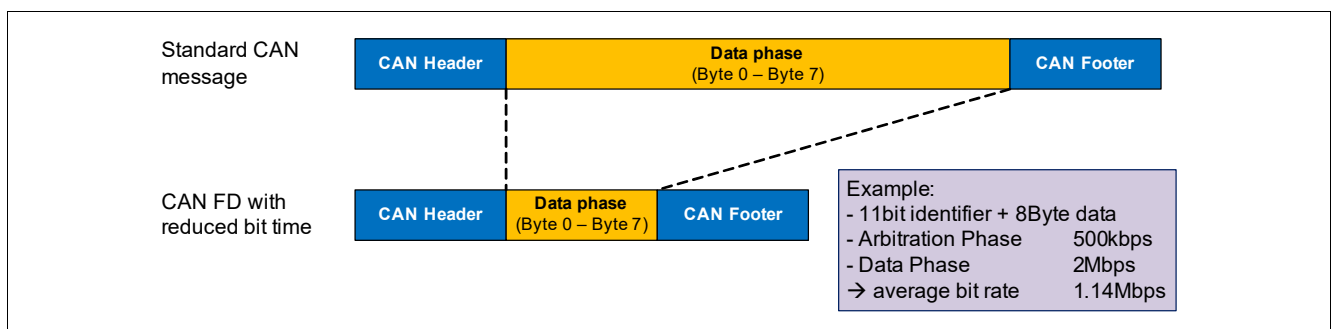 Standard CAN
message
CAN Header
Data phase
(Byte 0 – Byte 7)
CAN Footer
CAN FD with
reduced bit time
CAN Header
Data phase
(Byte 0 – Byte 7)
CAN Footer
Example:
- 11bit identifier + 8Byte data
- Arbitration Phase 500kbps
- Data Phase 2Mbps
→ average bit rate 1.14Mbps